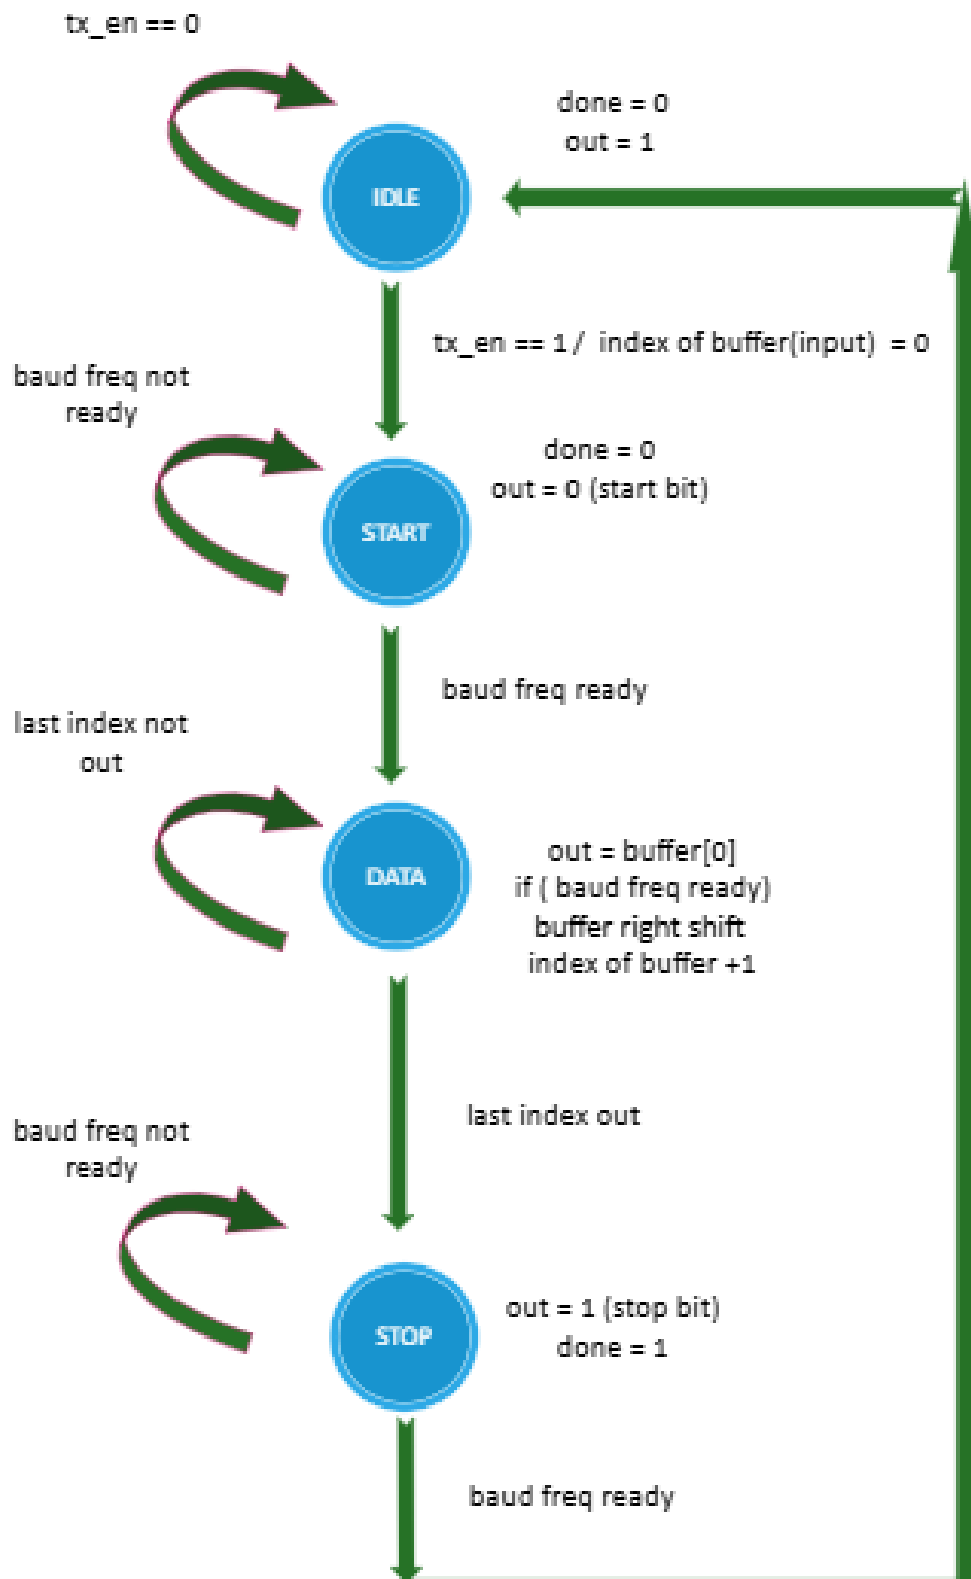 tx_en == 0
done = 0
out = 1
IDLE
tx_en == 1 / index of buffer(input) = 0
baud freq not
ready
done = 0
out = 0 (start bit)
START
baud freq ready
last index not
out
DATA
out = buffer[0]
if ( baud freq ready)
buffer right shift
index of buffer +1
last index out
baud freq not
ready
STOP
out = 1 (stop bit)
done = 1
baud freq ready